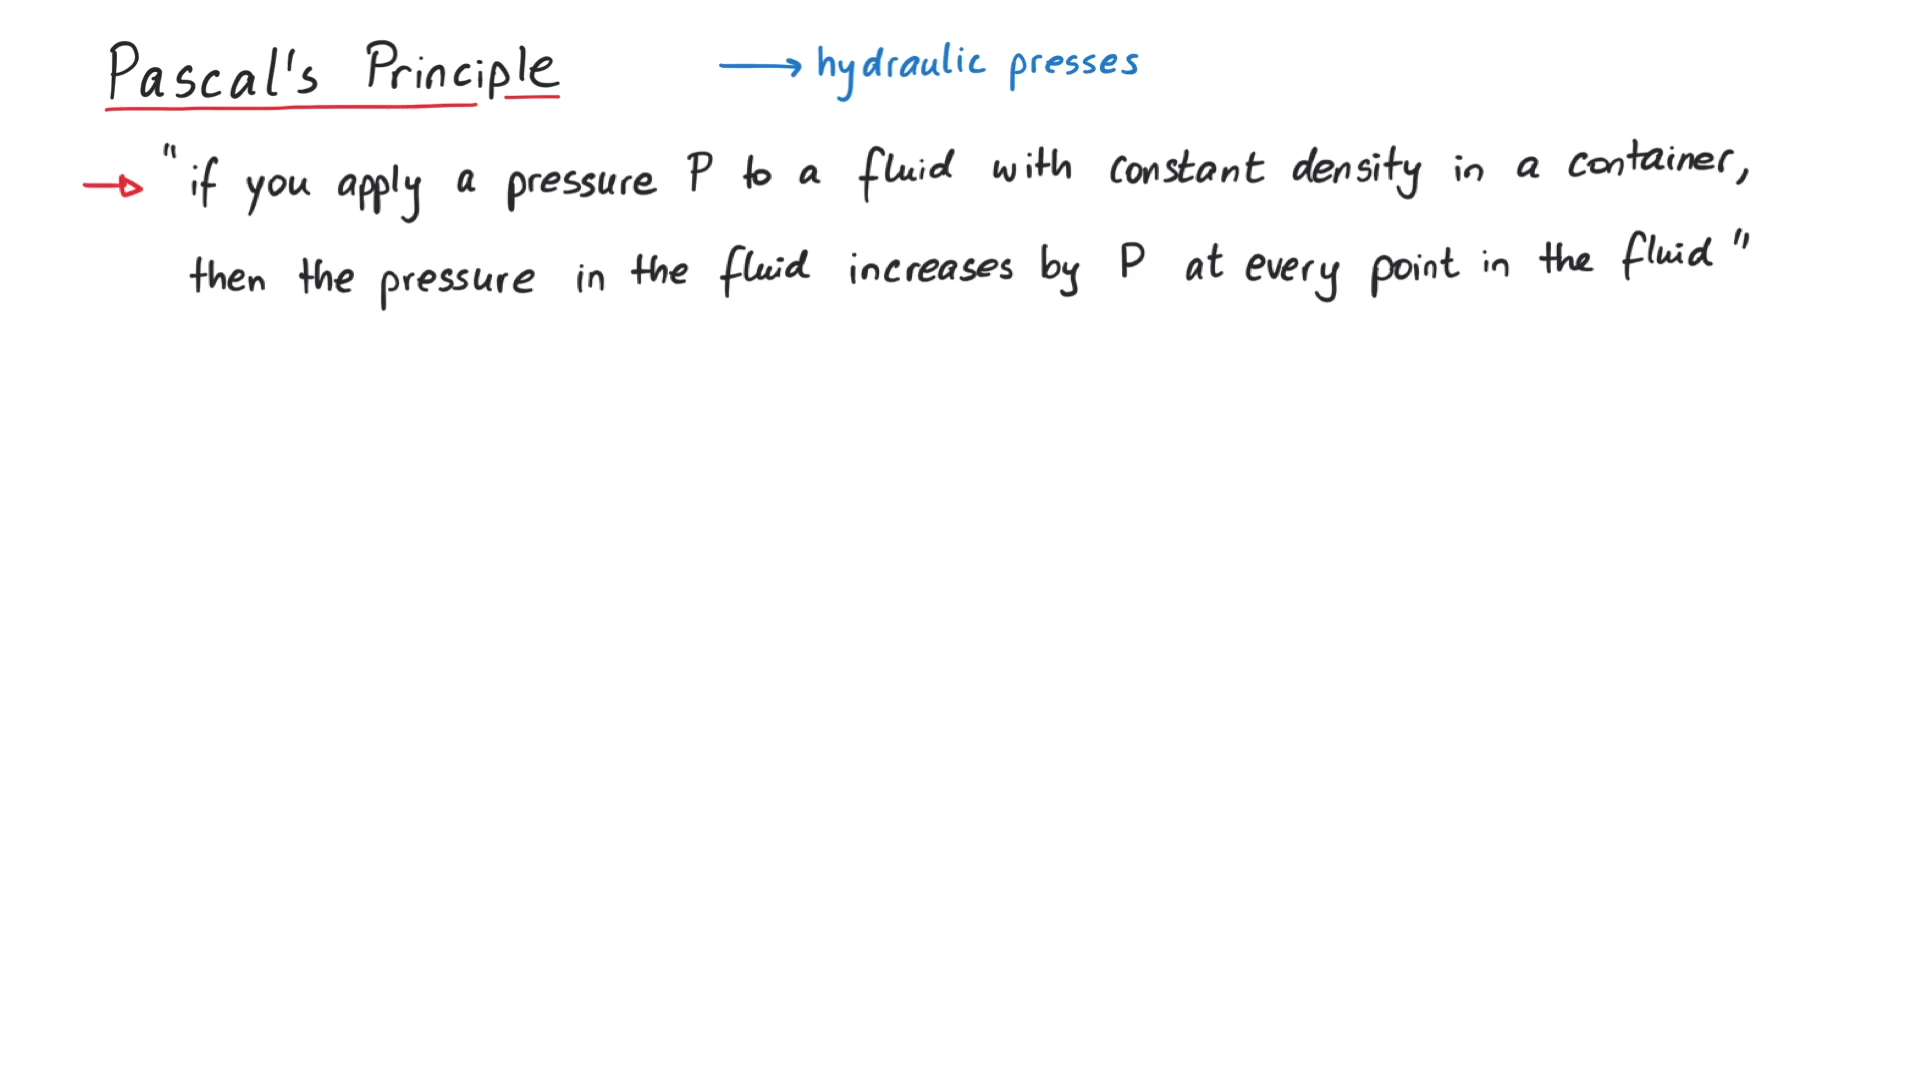 Pascal's Principle → hydraulic presses
→ "if you apply a pressure P to a fluid with constant density in a container,
then the pressure in the fluid increases by P at every point in the fluid"